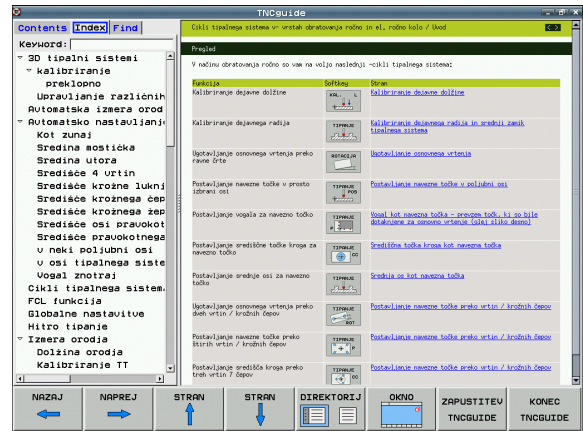 TNCguide
Contents Index Find
Keyword:
3D tipalni sistemi
kalibriranje
preklopno
Upravljanje različnih
Avtomatska izmera orod
Avtomatsko nastavljanje
Kot zunaj
Sredina mostička
Sredina utora
Središče 4 vrtin
Središče krožne luknj
Središče krožnega čep
Središče krožnega žep
Središče osi pravokot
Središče pravokotnega
v neki poljubni osi
v osi tipalnega siste
Vogal znotraj
Cikli tipalnih sistem
FCL funkcija
Globalne nastavitve
Hitro tipanje
Izmera orodja
Dolžina orodja
Kalibriranje TT
Cikli tipalnega sistema v- vrstah obratovanja ročno in el. ročno kolo / Uvod
Pregled
V načinu obratovanja ročno so vam na voljo naslednji -cikli tipalnega sistema:
Funkcija Softkey Stran
Kalibriranje dejavne dolžine
KAL. L
Kalibriranje dejavne dolžine
Kalibriranje dejavnega radija
TIPANJE
Kalibriranje dejavnega radija in srednji zamik
tipalnega sistema
Ugotavljanje osnovnega vrtenja preko
ravne črte
ROTACIJA
Ugotavljanje osnovnega vrtenja
Postavljanje navezne točke v prosto
izbrani osi
TIPANJE
POS
Postavljanje navezne točke v poljubni osi
Postavljanje vogala za navezno točko
TIPANJE
P
Vogal kot navezna točka – prevzem točk, ki so bile
dotaknjene za osnovno vrtenje (glej sliko
desno)
Postavljanje središčne točke kroga za
navezno točko
TIPANJE
CC
Središčna točka kroga kot navezna točka
Postavljanje srednje osi za navezno
točko
TIPANJE
Srednja os kot navezna točka
Ugotavljanje osnovnega vrtenja preko
dveh vrtin / krožnih čepov
TIPANJE
ROT
Postavljanje navezne točke preko vrtin / krožnih čepov
Postavljanje navezne točke preko
štirih vrtin / krožnih čepov
TIPANJE
P
Postavljanje navezne točke preko vrtin / krožnih čepov
Postavljanje središča kroga preko
treh vrtin 7 čepov
TIPANJE
CC
Postavljanje navezne točke preko vrtin / krožnih čepov
NAZAJ NAPREJ STRAN STRAN DIREKTORIJ OKNO ZAPUSTITEV TNCGUIDE KONEC TNCGUIDE